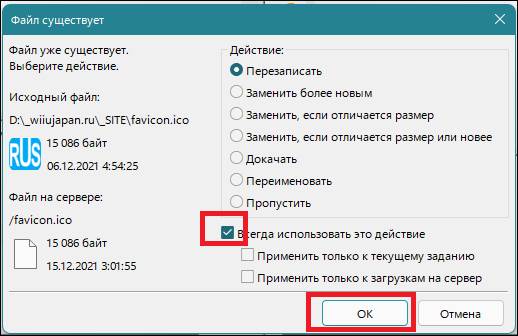 Файл существует
Файл уже существует.
Выберите действие.
Исходный файл:
D:\_wiiujapan.ru\_SITE\favicon.ico
RUS
15 086 байт
06.12.2021 4:54:25
Файл на сервере:
/favicon.ico
15 086 байт
15.12.2021 3:01:55
Действие:
Перезаписать
Заменить более новым
Заменить, если отличается размер
Заменить, если отличается размер или новее
Докачать
Переименовать
Пропустить
Всегда использовать это действие
Применить только к текущему заданию
Применить только к загрузкам на сервер
ОК
Отмена